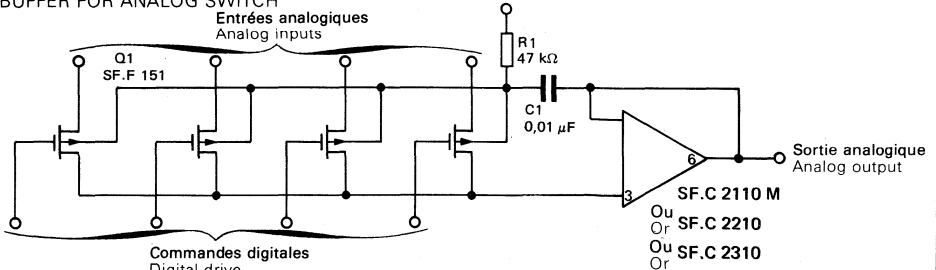 BUFFER FOR ANALOG SWITCH
Entrées analogiques
Analog inputs
Q1
SF.F 151
R1
47 kΩ
C1
0,01 μF
6
3
Sortie analogique
Analog output
SF.C 2110 M
Ou
Or
SF.C 2210
Ou
Or
SF.C 2310
Commandes digitales
Digital drive